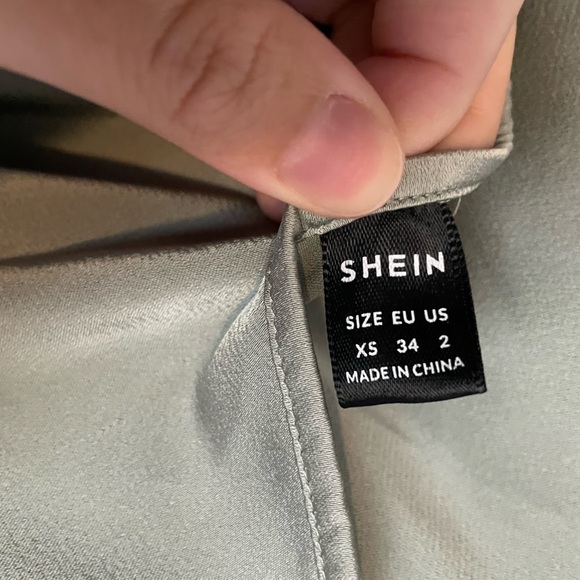 SHEIN
SIZE EU US
XS 34 2
MADE IN CHINA